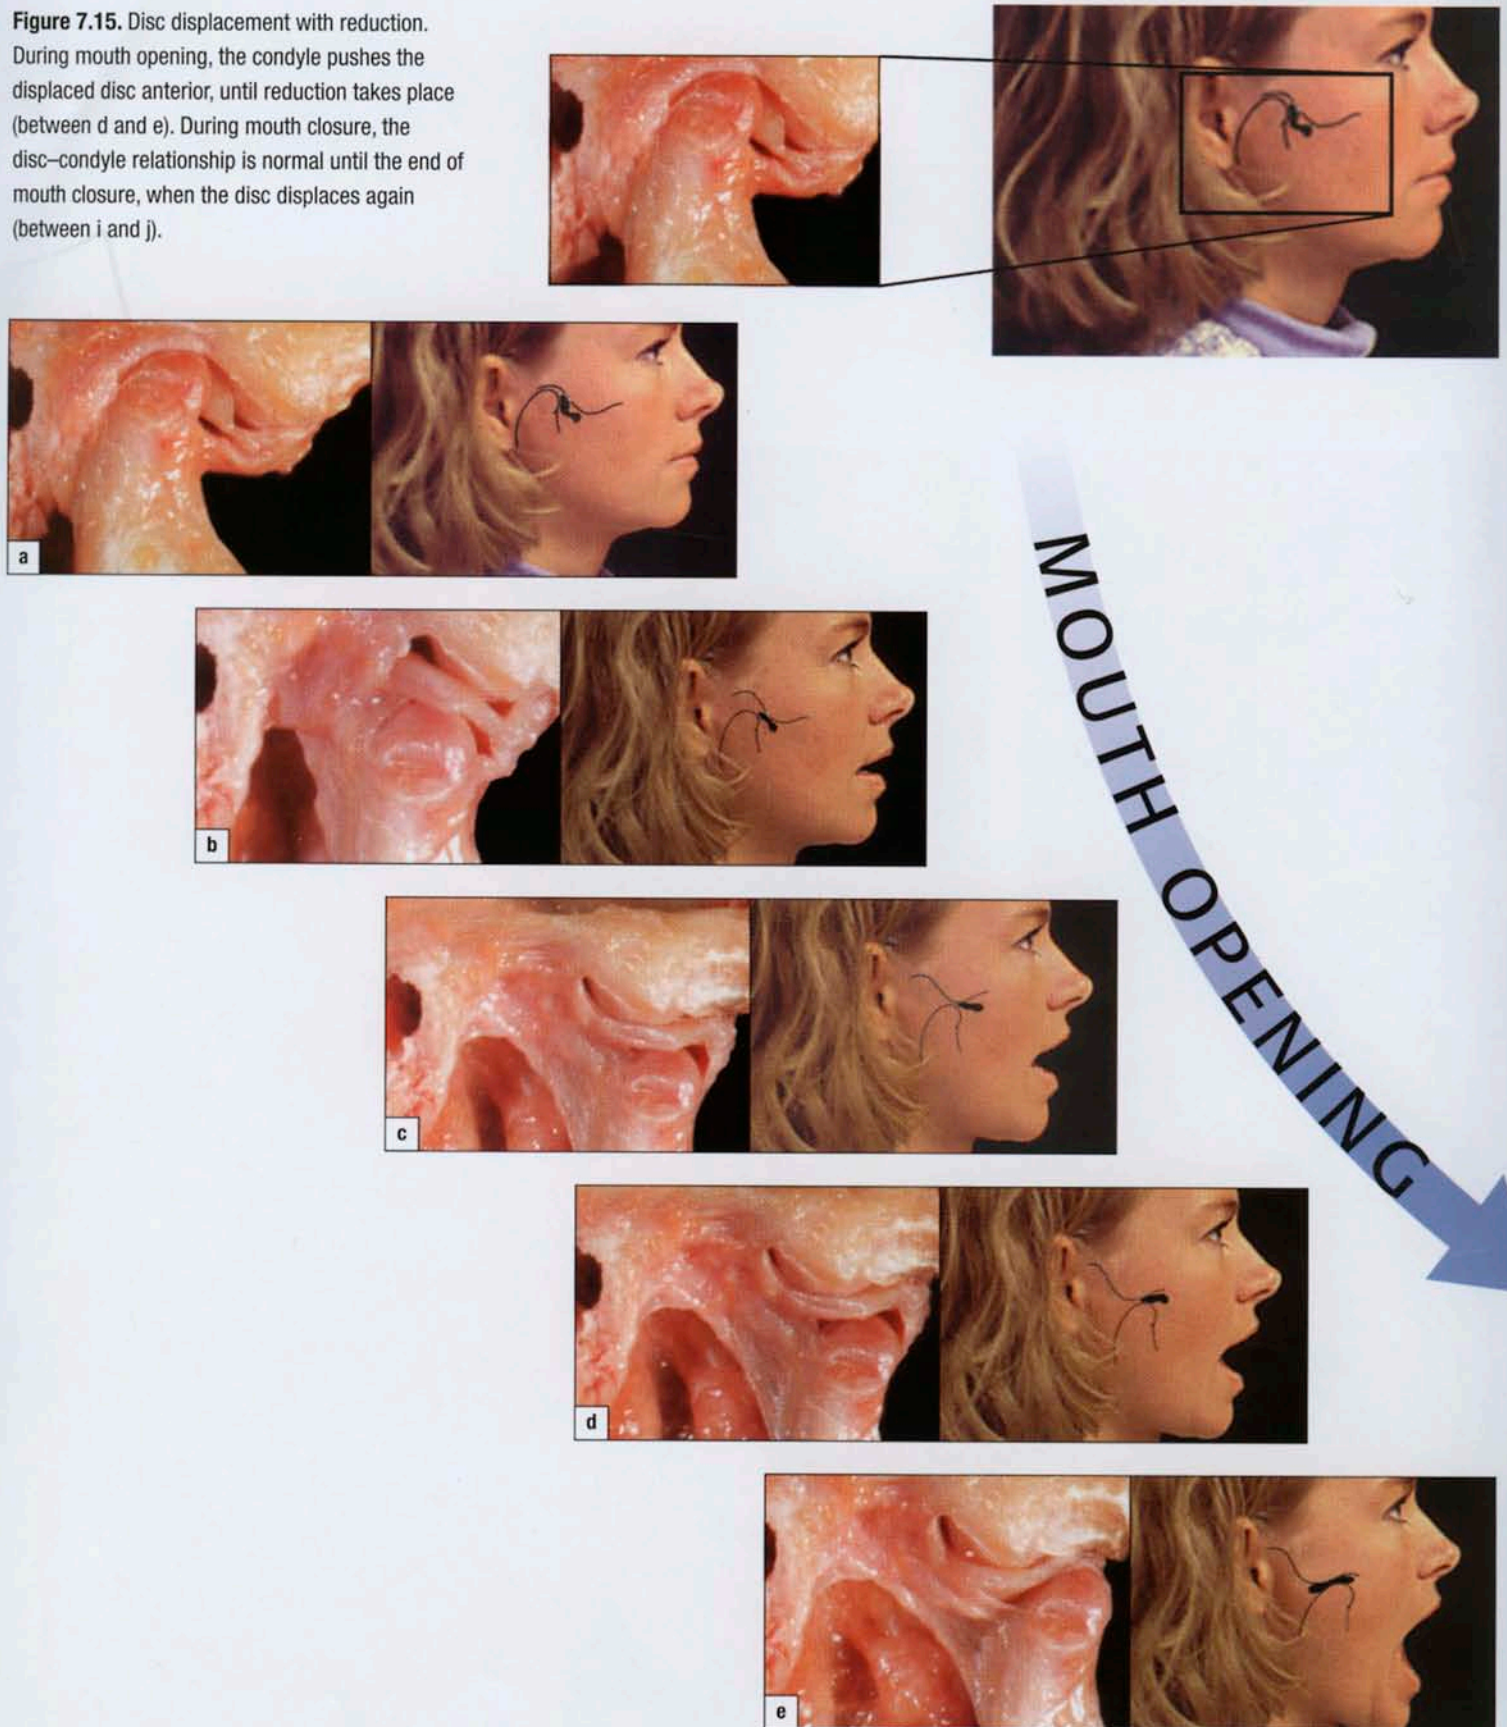 Figure 7.15. Disc displacement with reduction.
During mouth opening, the condyle pushes the
displaced disc anterior, until reduction takes place
(between d and e). During mouth closure, the
disc–condyle relationship is normal until the end of
mouth closure, when the disc displaces again
(between i and j).
a
b
c
d
e
MOUTH OPENING